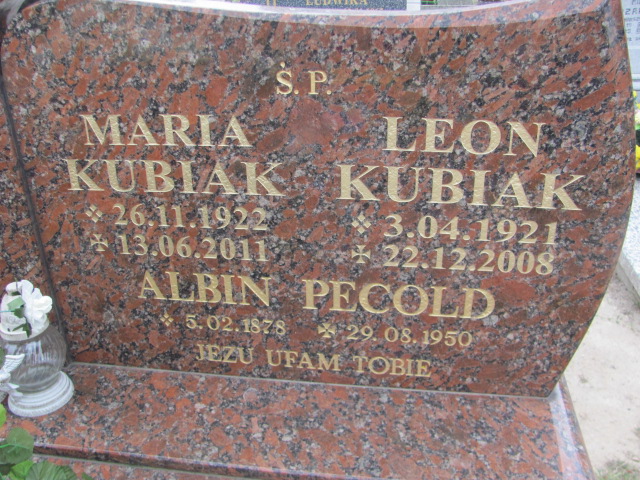 Ś. P.
MARIA KUBIAK
26.11.1922
13.06.2011
LEON KUBIAK
3.04.1921
22.12.2008
ALBIN PECOLD
5.02.1878 29.08.1950
JEZU UFAM TOBIE